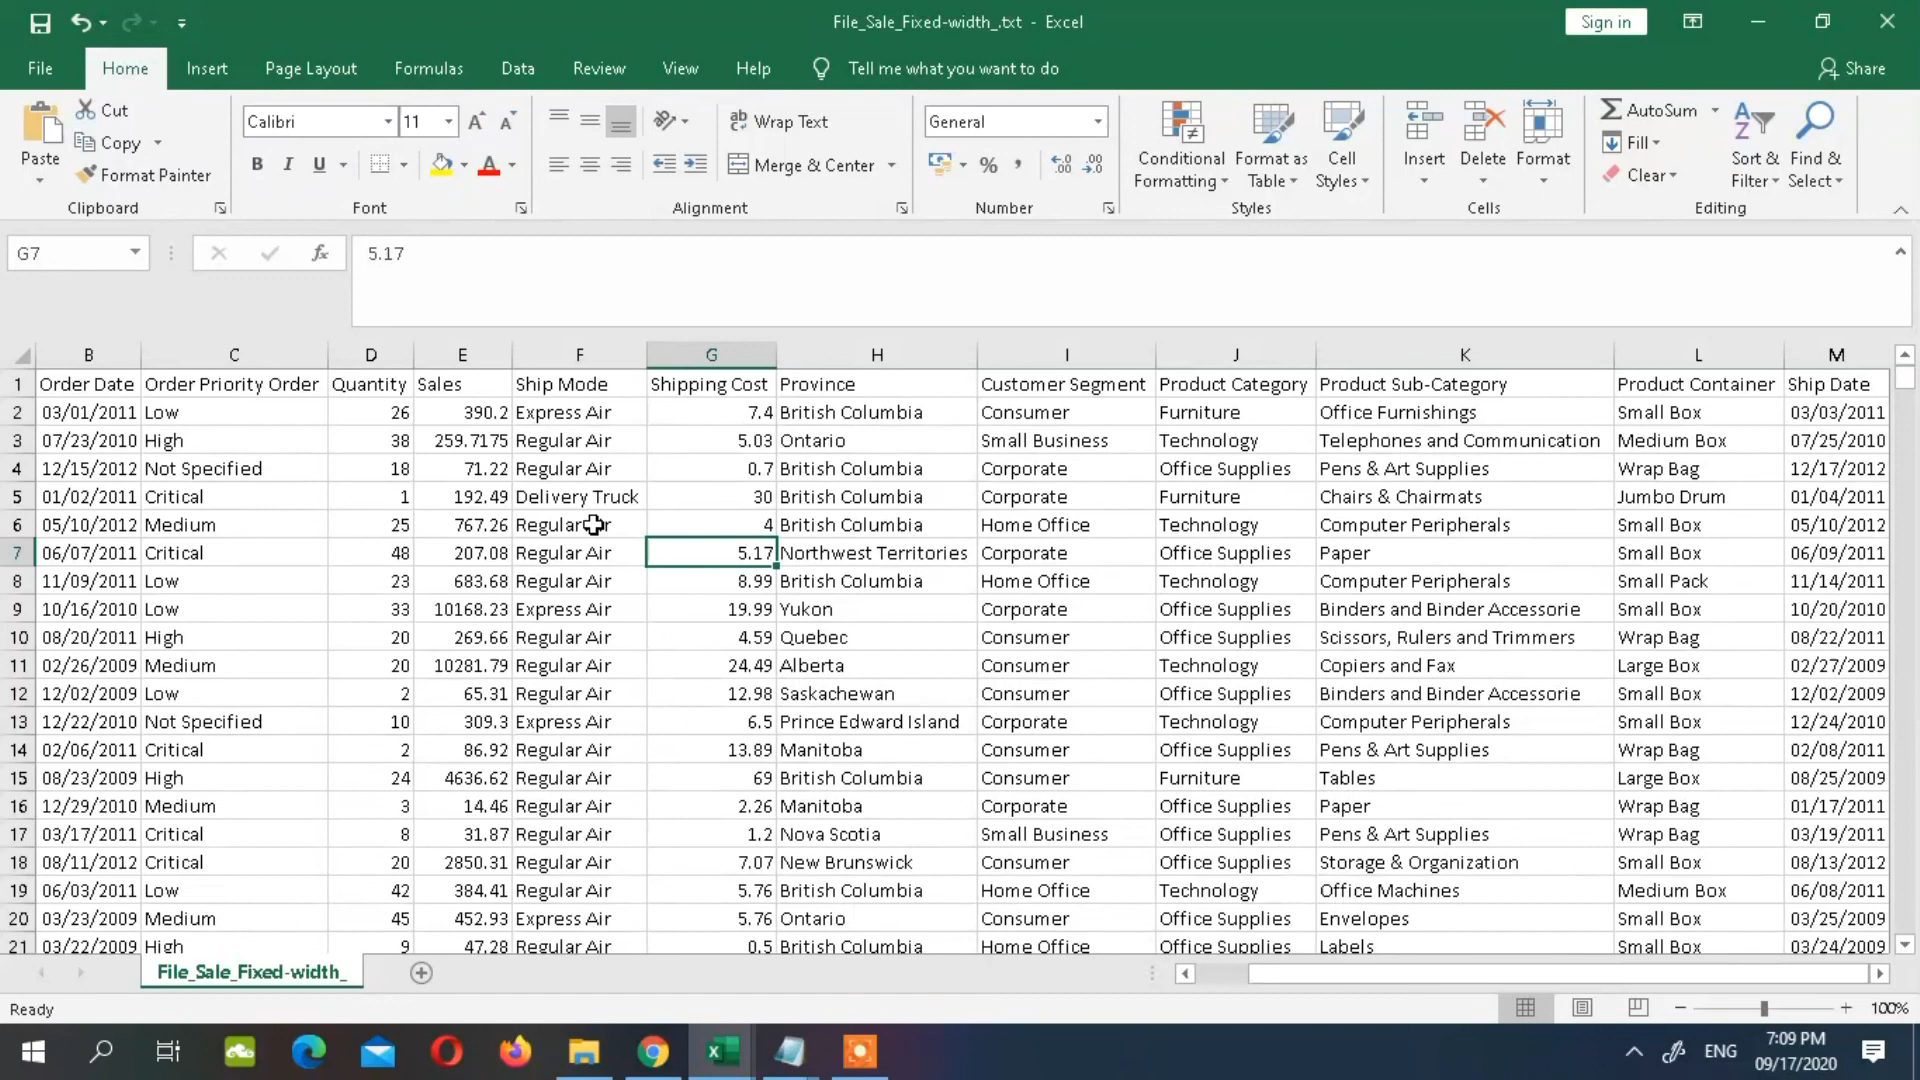 File_Sale_Fixed-width_.txt - Excel
Sign in
File Home Insert Page Layout Formulas Data Review View Help Tell me what you want to do Share
Paste
Cut
Copy
Format Painter
Clipboard
Calibri 11
B I U A
Font
Wrap Text
Merge & Center
Alignment
General
% ,
Number
Conditional Formatting
Format as Table
Cell Styles
Styles
Insert
Delete
Format
Cells
AutoSum
Fill
Clear
Sort & Filter
Find & Select
Editing
G7 fx 5.17
B C D E F G H I J K L M
1 Order Date Order Priority Order Quantity Sales Ship Mode Shipping Cost Province Customer Segment Product Category Product Sub-Category Product Container Ship Date
2 03/01/2011 Low 26 390.2 Express Air 7.4 British Columbia Consumer Furniture Office Furnishings Small Box 03/03/2011
3 07/23/2010 High 38 259.7175 Regular Air 5.03 Ontario Small Business Technology Telephones and Communication Medium Box 07/25/2010
4 12/15/2012 Not Specified 18 71.22 Regular Air 0.7 British Columbia Corporate Office Supplies Pens & Art Supplies Wrap Bag 12/17/2012
5 01/02/2011 Critical 1 192.49 Delivery Truck 30 British Columbia Corporate Furniture Chairs & Chairmats Jumbo Drum 01/04/2011
6 05/10/2012 Medium 25 767.26 Regular Air 4 British Columbia Home Office Technology Computer Peripherals Small Box 05/10/2012
7 06/07/2011 Critical 48 207.08 Regular Air 5.17 Northwest Territories Corporate Office Supplies Paper Small Box 06/09/2011
8 11/09/2011 Low 23 683.68 Regular Air 8.99 British Columbia Home Office Technology Computer Peripherals Small Pack 11/14/2011
9 10/16/2010 Low 33 10168.23 Express Air 19.99 Yukon Corporate Office Supplies Binders and Binder Accessorie Small Box 10/20/2010
10 08/20/2011 High 20 269.66 Regular Air 4.59 Quebec Consumer Office Supplies Scissors, Rulers and Trimmers Wrap Bag 08/22/2011
11 02/26/2009 Medium 20 10281.79 Regular Air 24.49 Alberta Consumer Technology Copiers and Fax Large Box 02/27/2009
12 12/02/2009 Low 2 65.31 Regular Air 12.98 Saskachewan Consumer Office Supplies Binders and Binder Accessorie Small Box 12/02/2009
13 12/22/2010 Not Specified 10 309.3 Express Air 6.5 Prince Edward Island Corporate Technology Computer Peripherals Small Box 12/24/2010
14 02/06/2011 Critical 2 86.92 Regular Air 13.89 Manitoba Consumer Office Supplies Pens & Art Supplies Wrap Bag 02/08/2011
15 08/23/2009 High 24 4636.62 Regular Air 69 British Columbia Consumer Furniture Tables Large Box 08/25/2009
16 12/29/2010 Medium 3 14.46 Regular Air 2.26 Manitoba Corporate Office Supplies Paper Wrap Bag 01/17/2011
17 03/17/2011 Critical 8 31.87 Regular Air 1.2 Nova Scotia Small Business Office Supplies Pens & Art Supplies Wrap Bag 03/19/2011
18 08/11/2012 Critical 20 2850.31 Regular Air 7.07 New Brunswick Consumer Office Supplies Storage & Organization Small Box 08/13/2012
19 06/03/2011 Low 42 384.41 Regular Air 5.76 British Columbia Home Office Technology Office Machines Medium Box 06/08/2011
20 03/23/2009 Medium 45 452.93 Express Air 5.76 Ontario Consumer Office Supplies Envelopes Small Box 03/25/2009
21 03/22/2009 High 9 47.28 Regular Air 0.5 British Columbia Home Office Office Supplies Labels Small Box 03/24/2009
File_Sale_Fixed-width_
Ready 100%
ENG 7:09 PM
09/17/2020